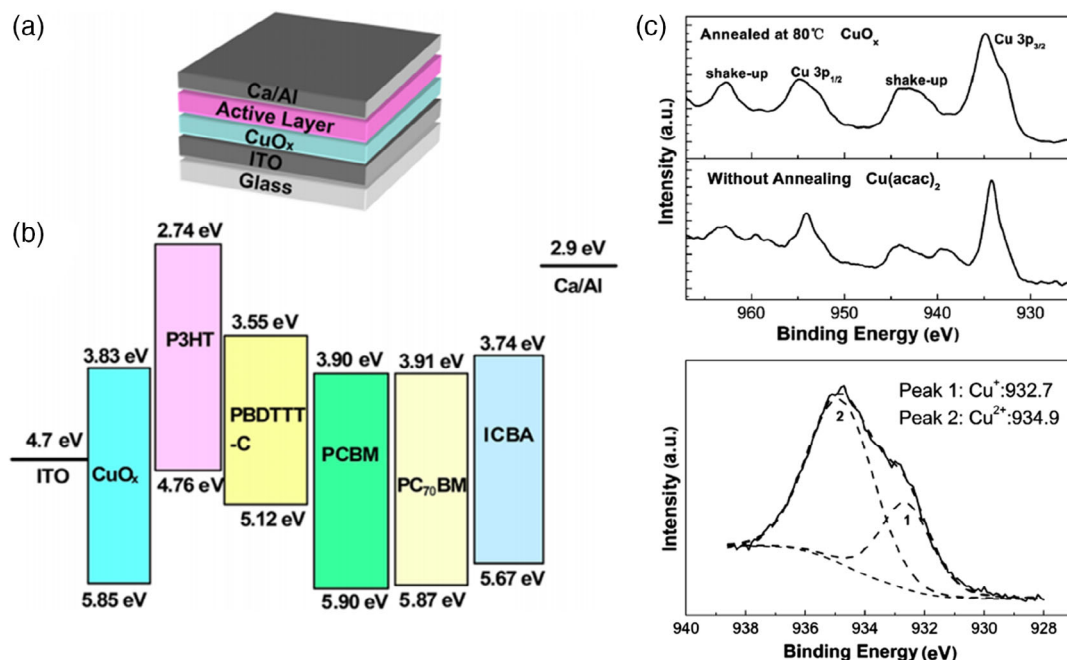 (a)
Ca/Al
Active Layer
CuOₓ
ITO
Glass
(b)
2.74 eV
P3HT
4.76 eV
3.83 eV
CuOₓ
5.85 eV
4.7 eV
ITO
3.55 eV
PBDTTT
-C
5.12 eV
3.90 eV
PCBM
5.90 eV
3.91 eV
PC₇₀BM
5.87 eV
3.74 eV
ICBA
5.67 eV
2.9 eV
Ca/Al
(c)
Annealed at 80℃ CuOₓ
Cu 3p₃/₂
shake-up
Cu 3p₁/₂
shake-up
Without Annealing Cu(acac)₂
Intensity (a.u.)
960 950 940 930
Binding Energy (eV)
Peak 1: Cu⁺:932.7
Peak 2: Cu²⁺:934.9
2
1
Intensity (a.u.)
940 938 936 934 932 930 928
Binding Energy (eV)